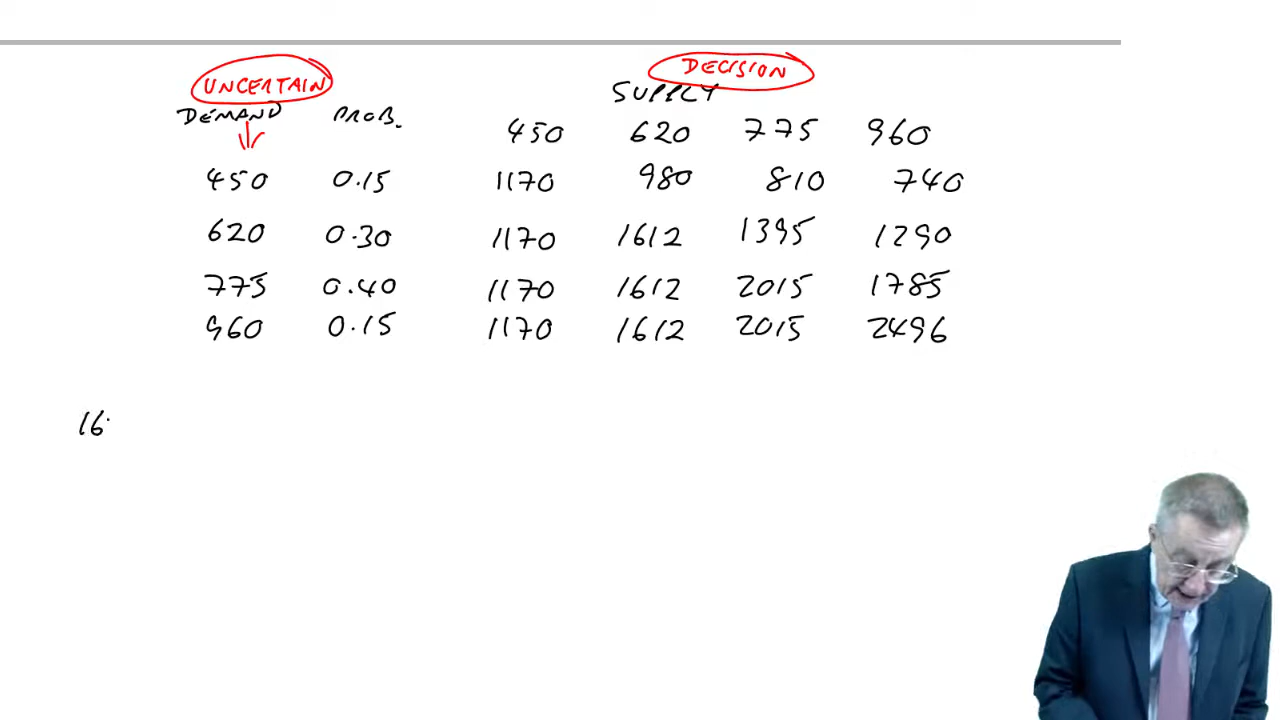 UNCERTAIN DECISION
DEMAND PROB. SUPPLY
450 620 775 960
450 0.15 1170 980 810 740
620 0.30 1170 1612 1395 1290
775 0.40 1170 1612 2015 1785
960 0.15 1170 1612 2015 2496
16.